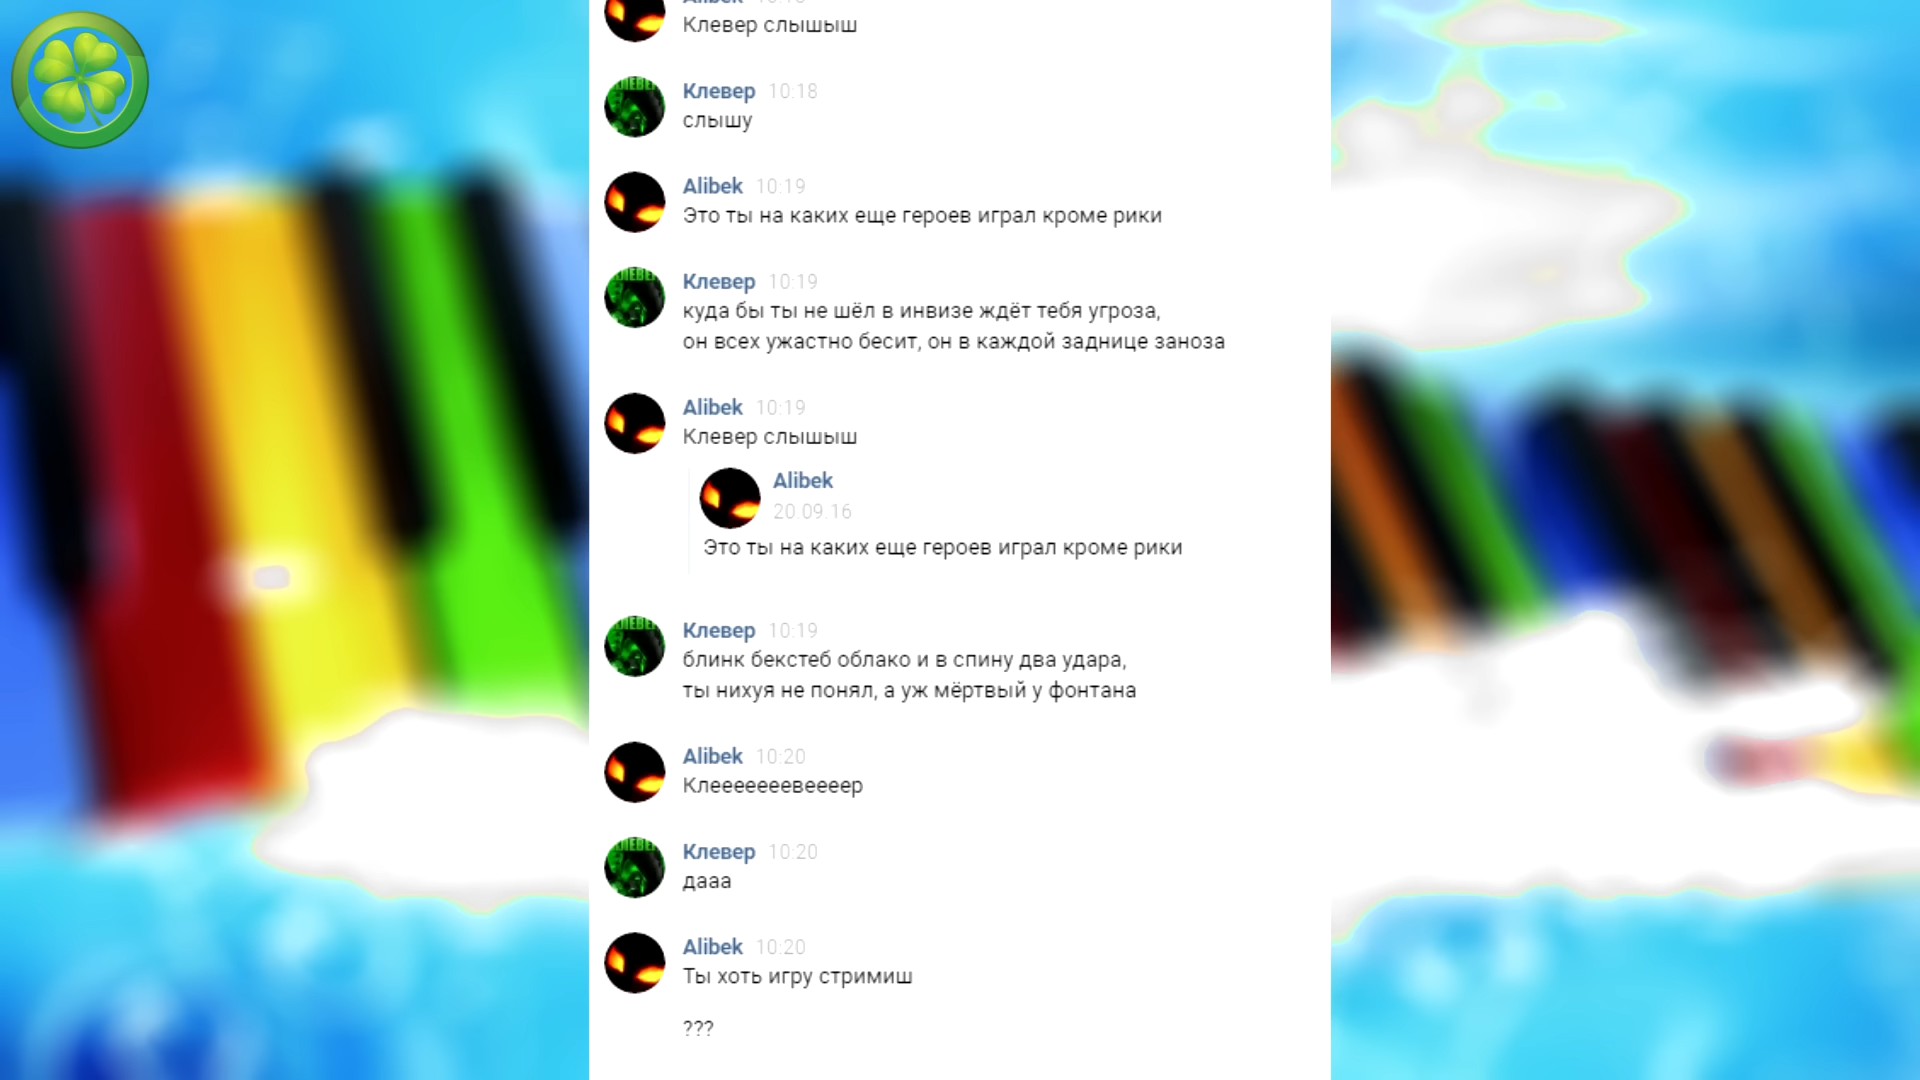 Клевер слышыш
Клевер 10:18
слышу
Alibek 10:19
Это ты на каких еще героев играл кроме рики
Клевер 10:19
куда бы ты не шёл в инвизе ждёт тебя угроза,
он всех ужастно бесит, он в каждой заднице заноза
Alibek 10:19
Клевер слышыш
Alibek
20.09.16
Это ты на каких еще героев играл кроме рики
Клевер 10:19
блинк бекстеб облако и в спину два удара,
ты нихуя не понял, а уж мёртвый у фонтана
Alibek 10:20
Клееееееевеееер
Клевер 10:20
дааа
Alibek 10:20
Ты хоть игру стримиш
???